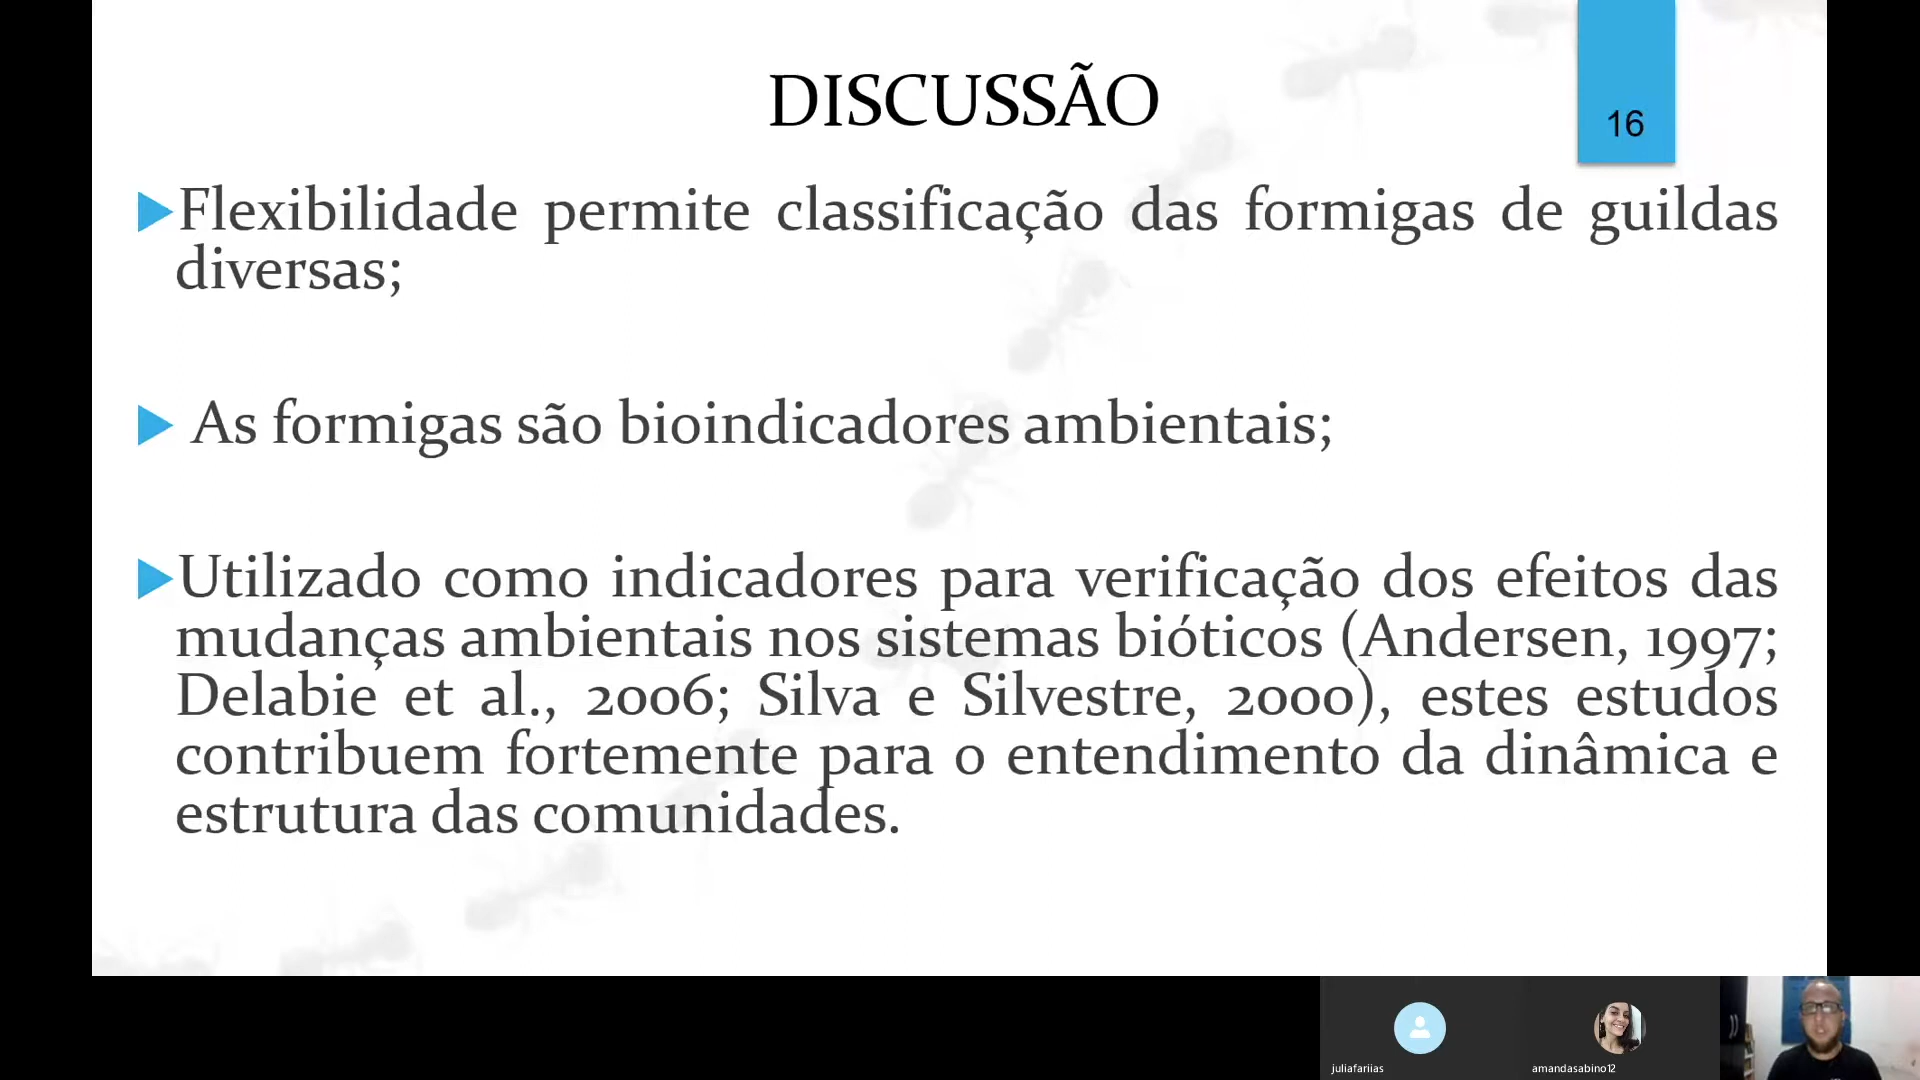 DISCUSSÃO
16
Flexibilidade permite classificação das formigas de guildas
diversas;
As formigas são bioindicadores ambientais;
Utilizado como indicadores para verificação dos efeitos das
mudanças ambientais nos sistemas bióticos (Andersen, 1997;
Delabie et al., 2006; Silva e Silvestre, 2000), estes estudos
contribuem fortemente para o entendimento da dinâmica e
estrutura das comunidades.
juliafariias
amandasabino12